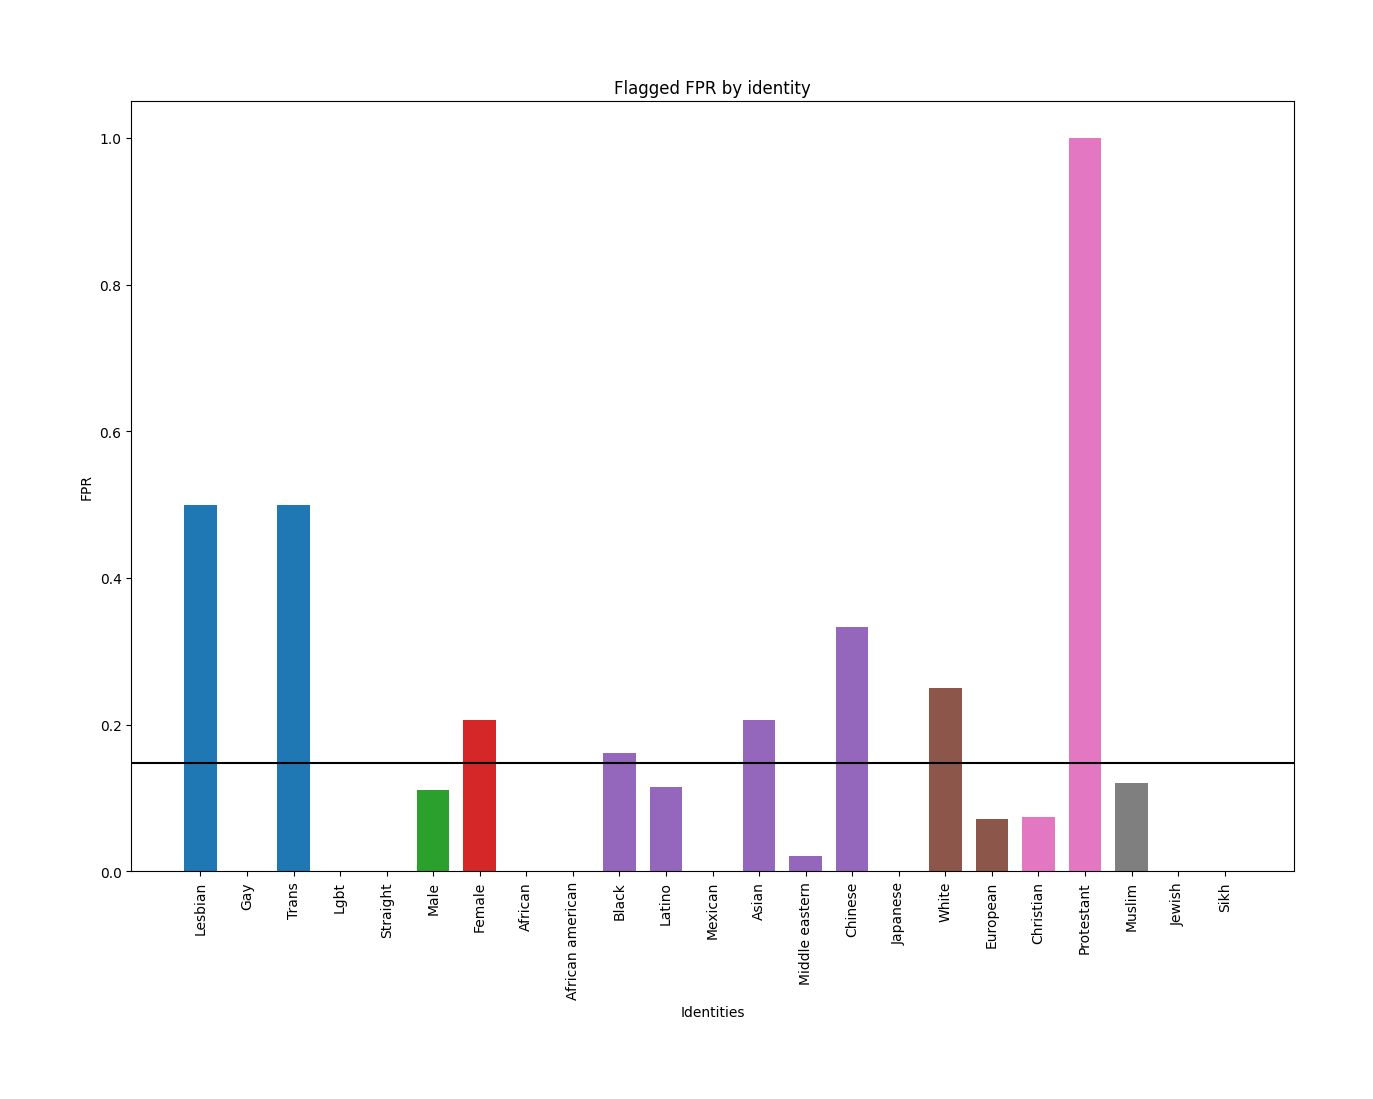 Flagged FPR by identity
1.0
0.8
0.6
0.4
0.2
0.0
FPR
Lesbian
Gay
Trans
Lgbt
Straight
Male
Female
African
African american
Black
Latino
Mexican
Asian
Middle eastern
Chinese
Japanese
White
European
Christian
Protestant
Muslim
Jewish
Sikh
Identities